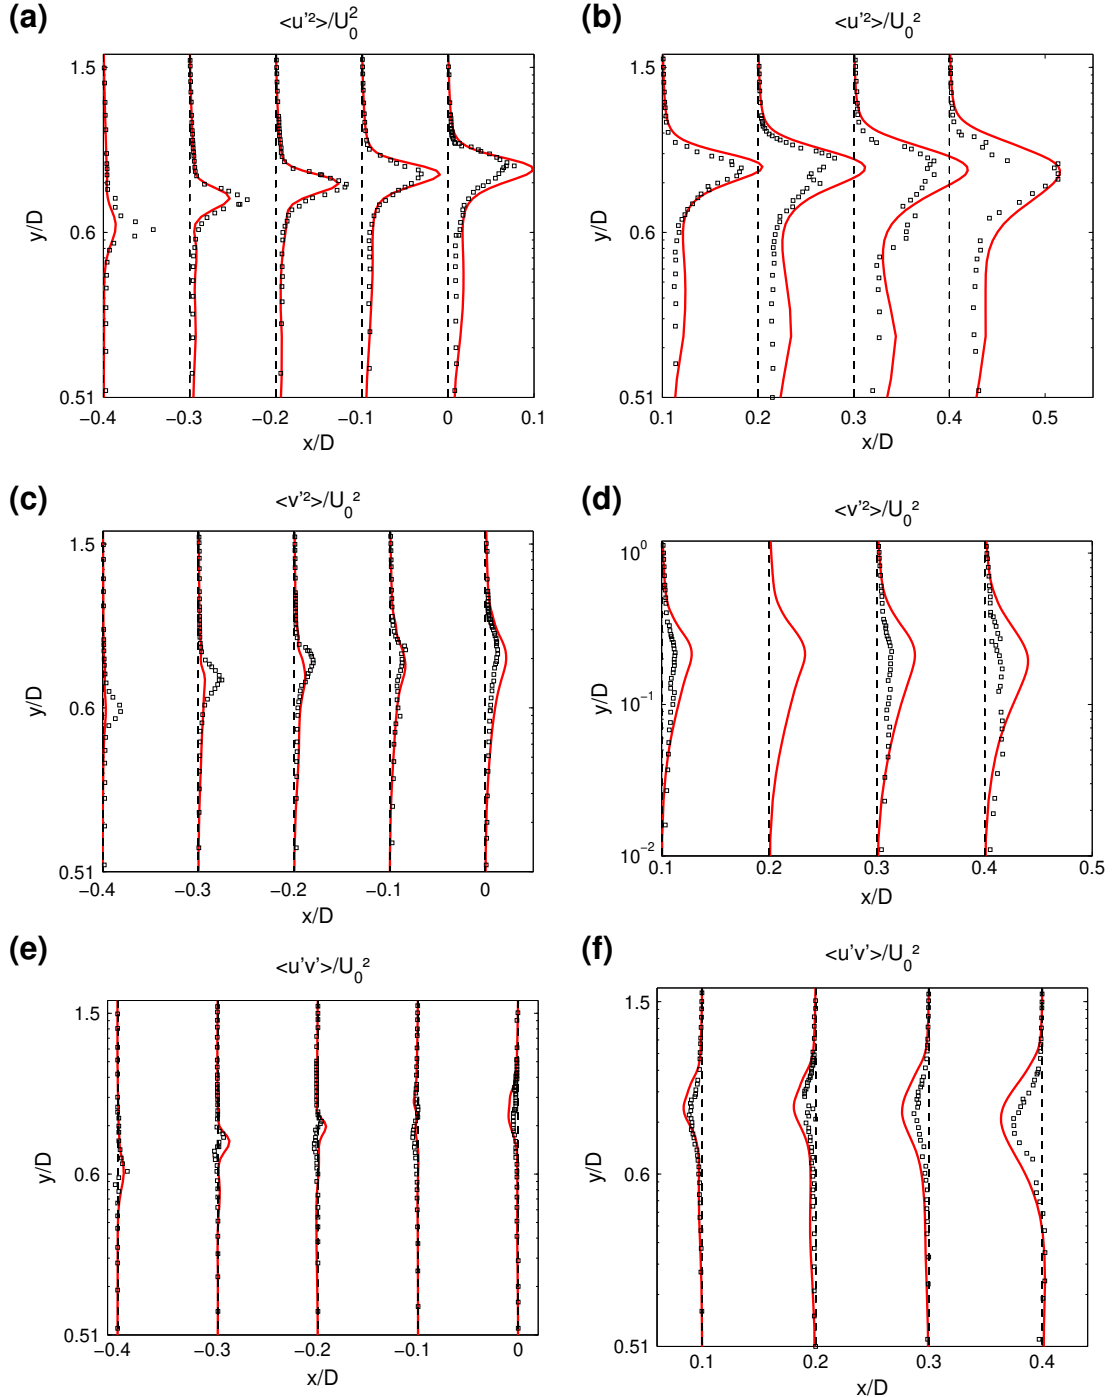 (a)
<u'²>/U₀²
1.5
0.6
0.51
y/D
−0.4 −0.3 −0.2 −0.1 0 0.1
x/D
(b)
<u'²>/U₀²
1.5
0.6
0.51
y/D
0.1 0.2 0.3 0.4 0.5
x/D
(c)
<v'²>/U₀²
1.5
0.6
0.51
y/D
−0.4 −0.3 −0.2 −0.1 0
x/D
(d)
<v'²>/U₀²
10⁰
10⁻¹
10⁻²
y/D
0.1 0.2 0.3 0.4 0.5
x/D
(e)
<u'v'>/U₀²
1.5
0.6
0.51
y/D
−0.4 −0.3 −0.2 −0.1 0
x/D
(f)
<u'v'>/U₀²
1.5
0.6
0.51
y/D
0.1 0.2 0.3 0.4
x/D